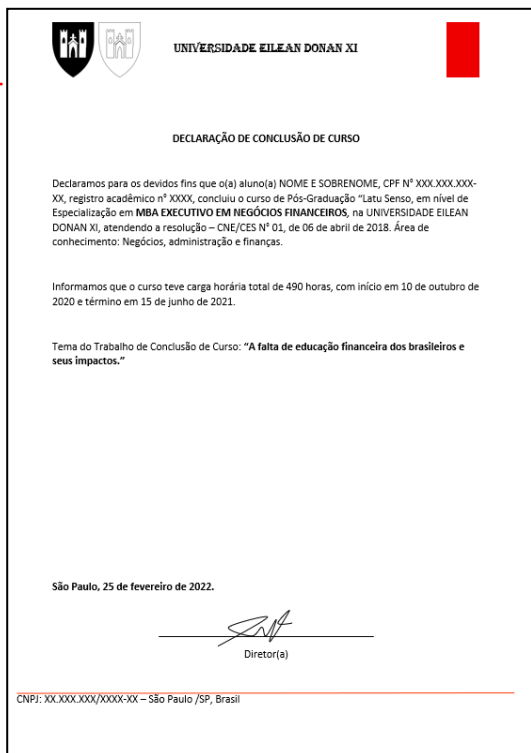 UNIVERSIDADE EILEAN DONAN XI
DECLARAÇÃO DE CONCLUSÃO DE CURSO
Declaramos para os devidos fins que o(a) aluno(a) NOME E SOBRENOME, CPF N° XXX.XXX.XXX-
XX, registro acadêmico n° XXXX, concluiu o curso de Pós-Graduação "Latu Senso, em nível de
Especialização em MBA EXECUTIVO EM NEGÓCIOS FINANCEIROS, na UNIVERSIDADE EILEAN
DONAN XI, atendendo a resolução – CNE/CES N° 01, de 06 de abril de 2018. Área de
conhecimento: Negócios, administração e finanças.
Informamos que o curso teve carga horária total de 490 horas, com início em 10 de outubro de
2020 e término em 15 de junho de 2021.
Tema do Trabalho de Conclusão de Curso: "A falta de educação financeira dos brasileiros e
seus impactos."
São Paulo, 25 de fevereiro de 2022.
Diretor(a)
CNPJ: XX.XXX.XXX/XXXX-XX – São Paulo /SP, Brasil